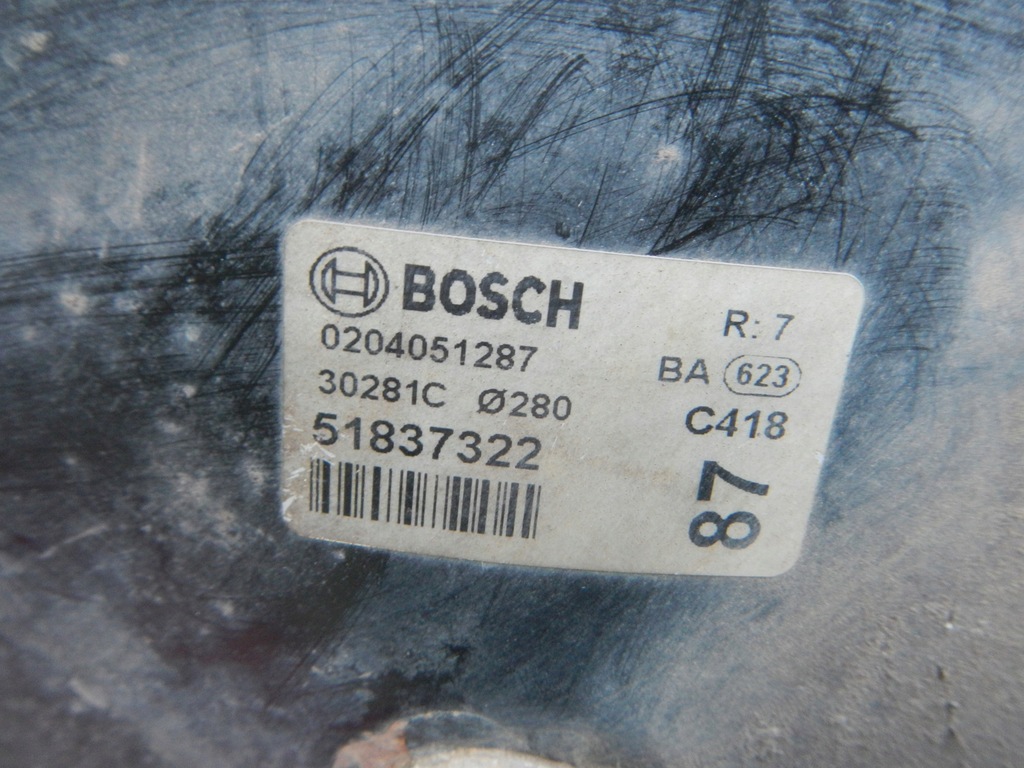 BOSCH
0204051287
30281C Ø280
51837322
R: 7
BA 623
C418
87